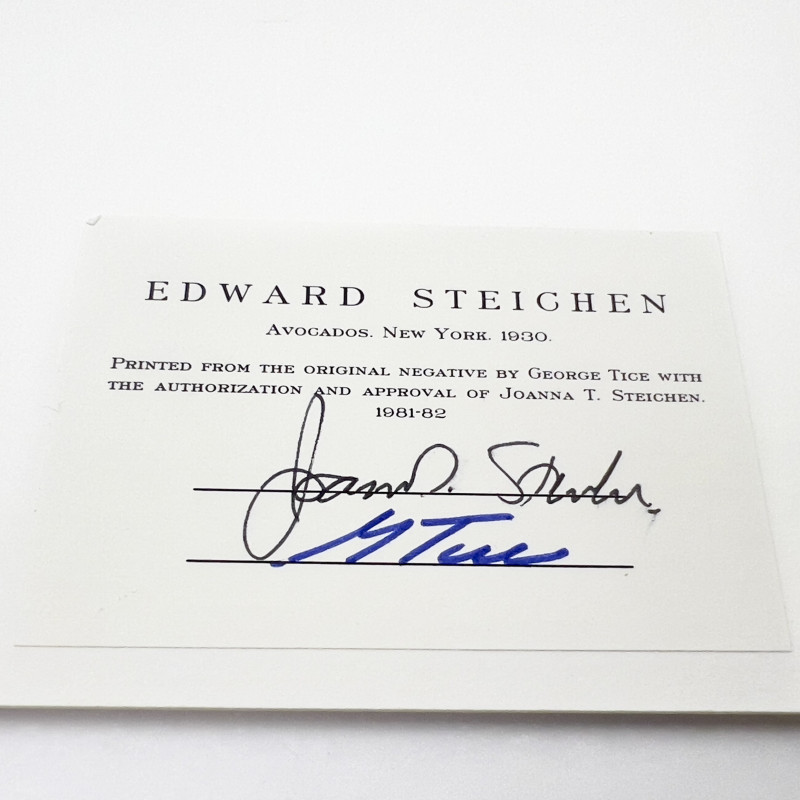 EDWARD STEICHEN
AVOCADOS. NEW YORK. 1930.
PRINTED FROM THE ORIGINAL NEGATIVE BY GEORGE TICE WITH
THE AUTHORIZATION AND APPROVAL OF JOANNA T. STEICHEN.
1981-82
G Tice